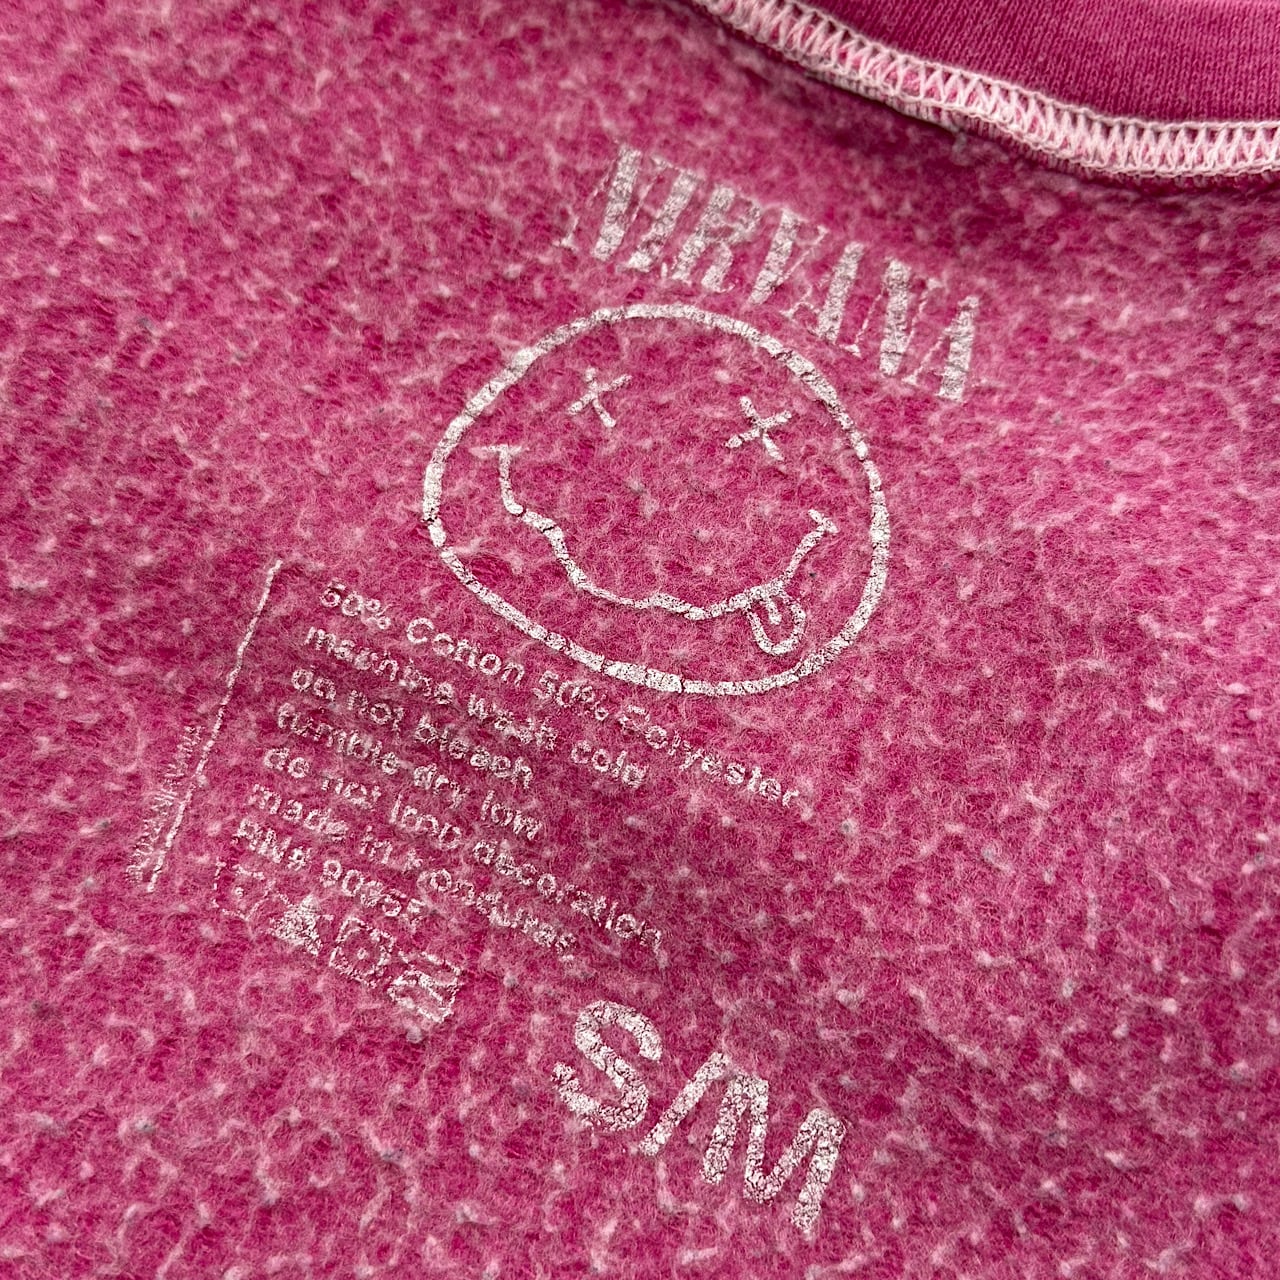 NIRVANA
50% Cotton 50% Polyester
machine wash cold
do not bleach
tumble dry low
do not iron decoration
made in Honduras
RN#
S/M